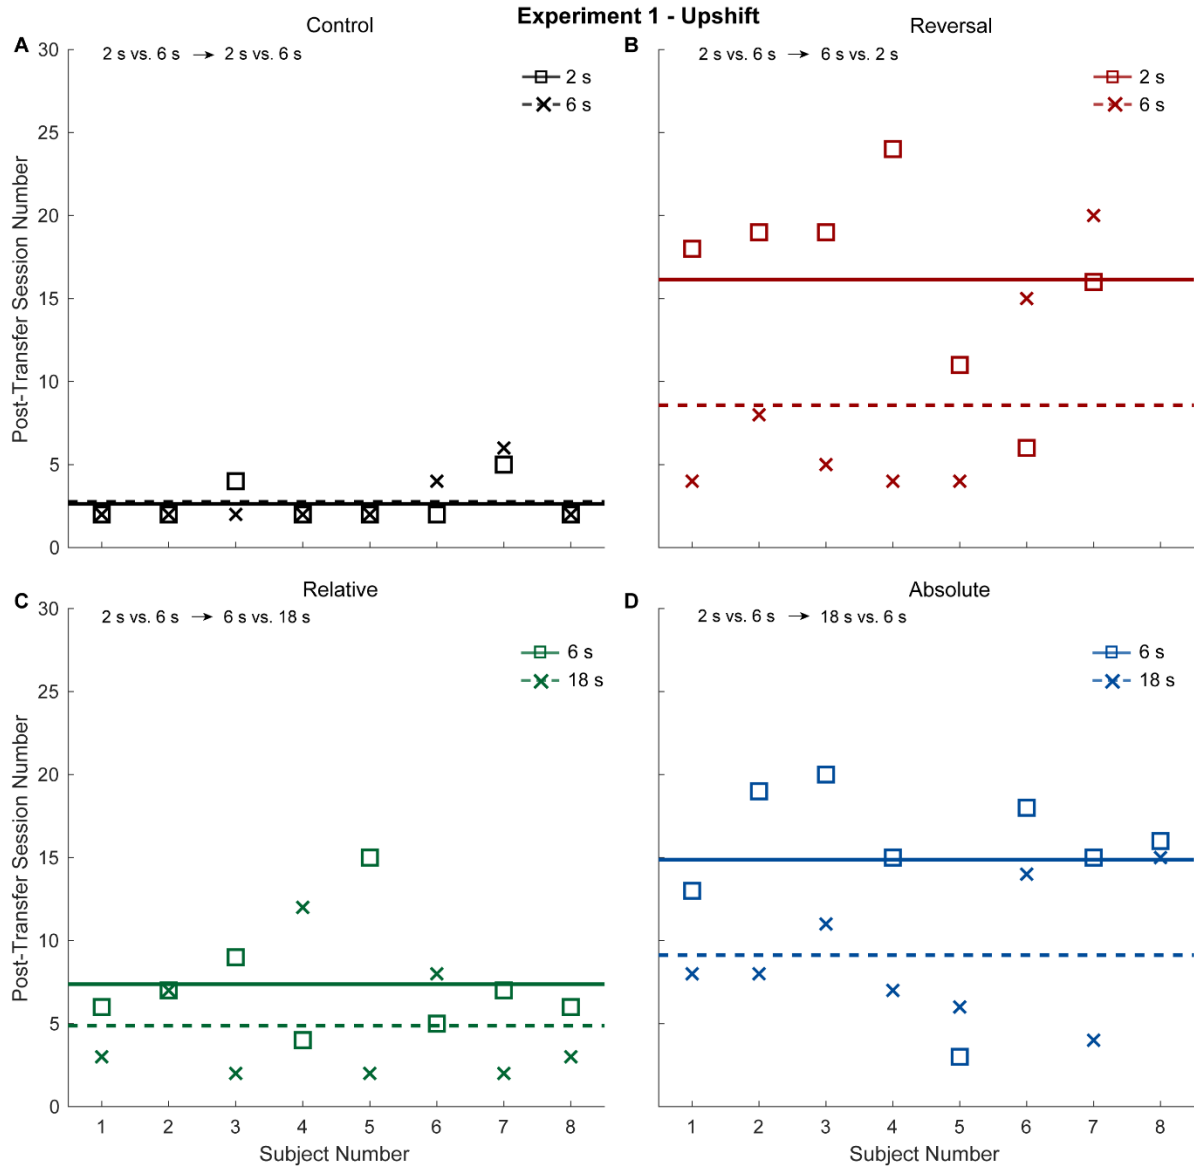 Experiment 1 - Upshift
Control
A
2 s vs. 6 s → 2 s vs. 6 s
2 s
6 s
30
25
20
15
10
5
0
Post-Transfer Session Number
Reversal
B
2 s vs. 6 s → 6 s vs. 2 s
2 s
6 s
Relative
C
2 s vs. 6 s → 6 s vs. 18 s
6 s
18 s
30
25
20
15
10
5
0
Post-Transfer Session Number
1 2 3 4 5 6 7 8
Subject Number
Absolute
D
2 s vs. 6 s → 18 s vs. 6 s
6 s
18 s
1 2 3 4 5 6 7 8
Subject Number